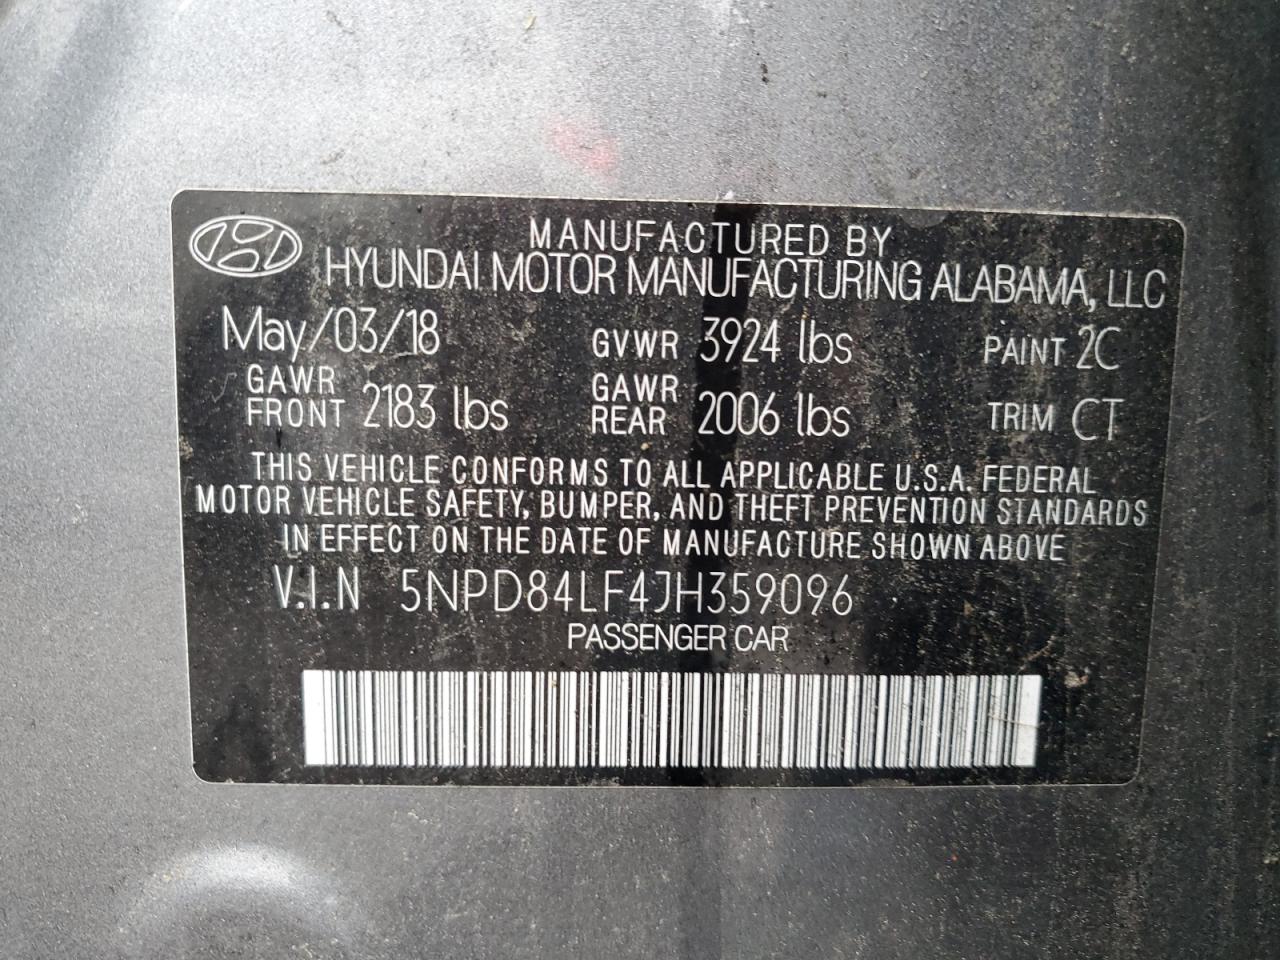 MANUFACTURED BY
HYUNDAI MOTOR MANUFACTURING ALABAMA, LLC
May/03/18 GVWR 3924 lbs PAINT 2C
GAWR FRONT 2183 lbs GAWR REAR 2006 lbs TRIM CT
THIS VEHICLE CONFORMS TO ALL APPLICABLE U.S.A. FEDERAL
MOTOR VEHICLE SAFETY, BUMPER, AND THEFT PREVENTION STANDARDS
IN EFFECT ON THE DATE OF MANUFACTURE SHOWN ABOVE
V.I.N 5NPD84LF4JH359096
PASSENGER CAR